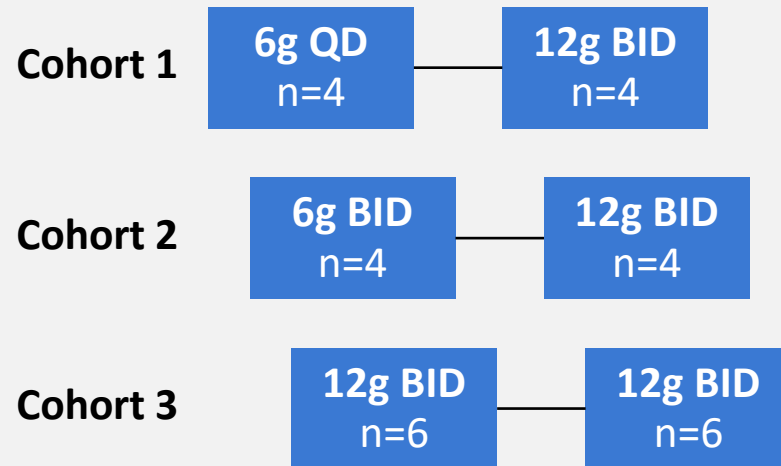 Cohort 1
6g QD
n=4
12g BID
n=4
Cohort 2
6g BID
n=4
12g BID
n=4
Cohort 3
12g BID
n=6
12g BID
n=6